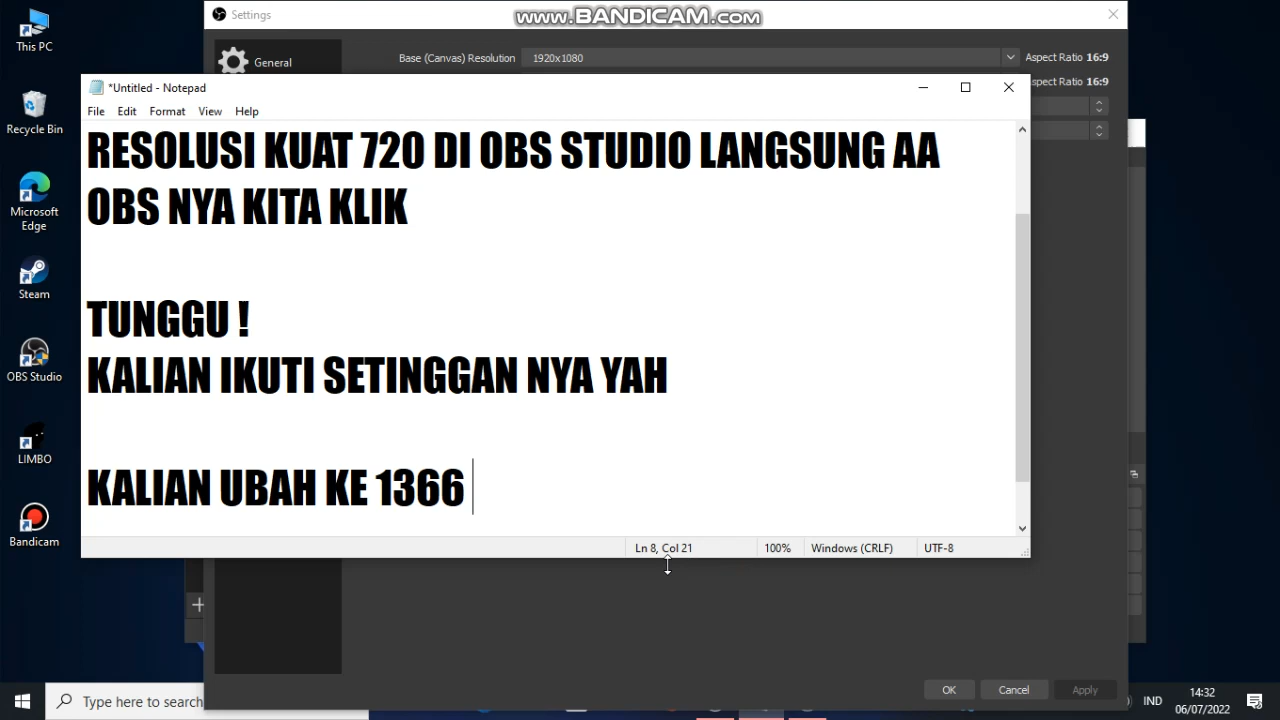 This PC
Recycle Bin
Microsoft
Edge
Steam
OBS Studio
LIMBO
Bandicam
Settings
www.BANDICAM.com
General
Base (Canvas) Resolution
1920x1080
Aspect Ratio 16:9
spect Ratio 16:9
*Untitled - Notepad
File Edit Format View Help
RESOLUSI KUAT 720 DI OBS STUDIO LANGSUNG AA
OBS NYA KITA KLIK
TUNGGU !
KALIAN IKUTI SETINGGAN NYA YAH
KALIAN UBAH KE 1366
Ln 8, Col 21
100%
Windows (CRLF)
UTF-8
OK
Cancel
Apply
Type here to search
IND
14:32
06/07/2022